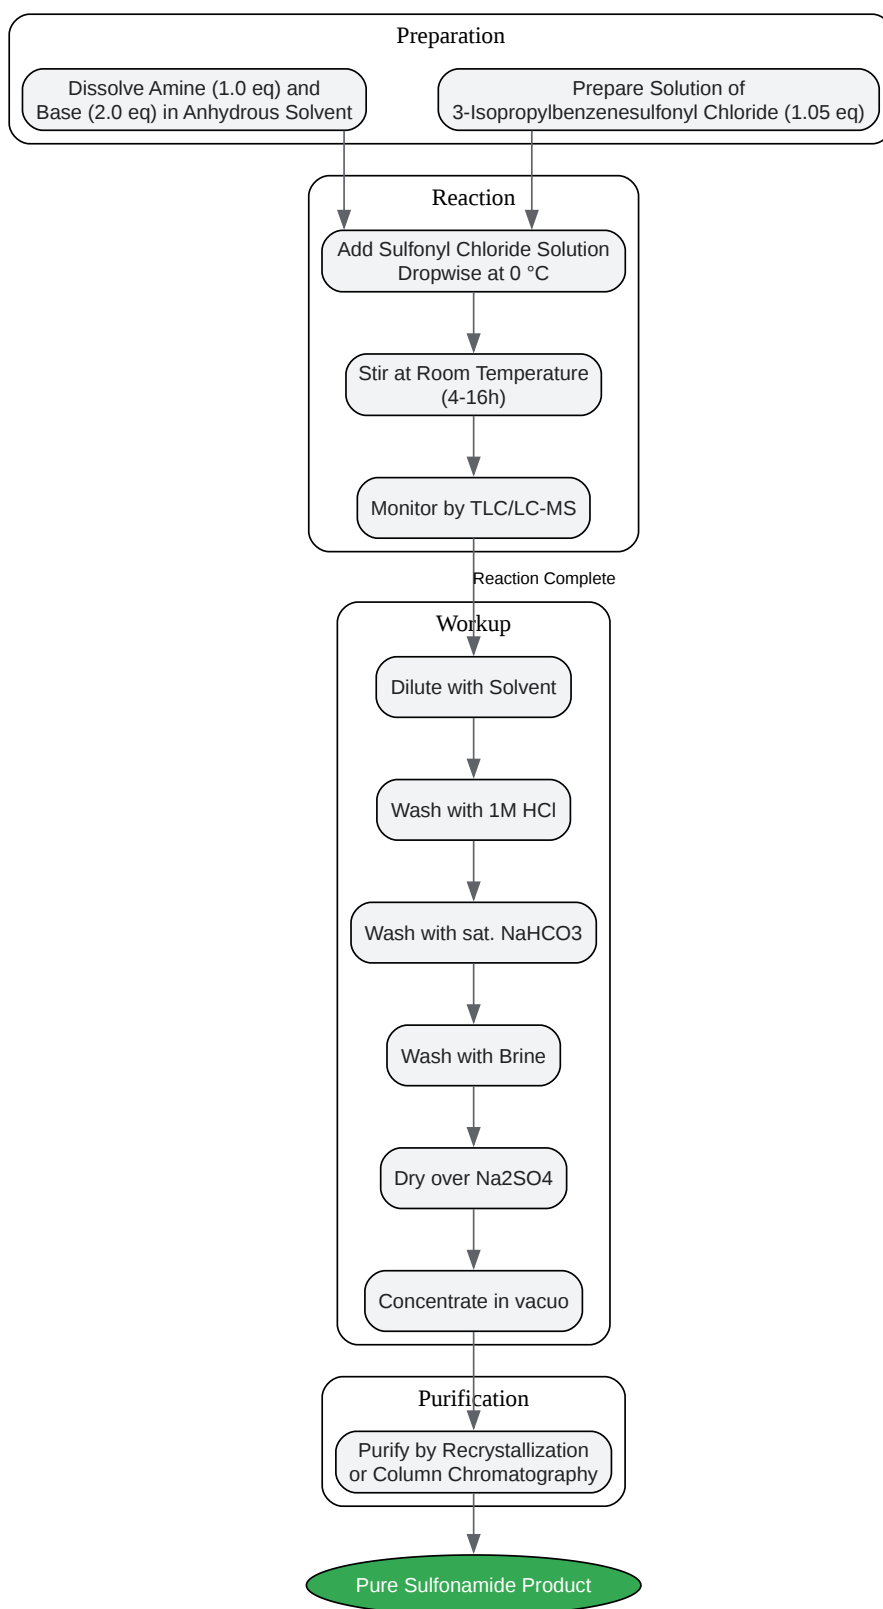 Preparation
Dissolve Amine (1.0 eq) and
Base (2.0 eq) in Anhydrous Solvent
Prepare Solution of
3-Isopropylbenzenesulfonyl Chloride (1.05 eq)
Reaction
Add Sulfonyl Chloride Solution
Dropwise at 0 °C
Stir at Room Temperature
(4-16h)
Monitor by TLC/LC-MS
Reaction Complete
Workup
Dilute with Solvent
Wash with 1M HCl
Wash with sat. NaHCO3
Wash with Brine
Dry over Na2SO4
Concentrate in vacuo
Purification
Purify by Recrystallization
or Column Chromatography
Pure Sulfonamide Product